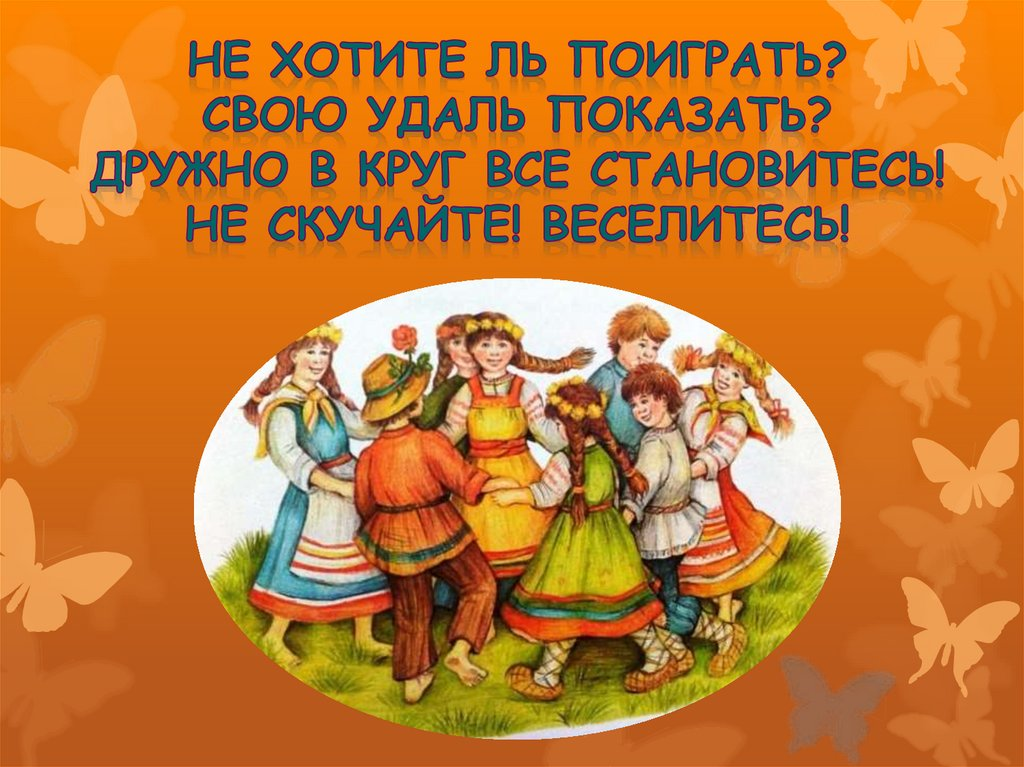 НЕ ХОТИТЕ ЛЬ ПОИГРАТЬ?
СВОЮ УДАЛЬ ПОКАЗАТЬ?
ДРУЖНО В КРУГ ВСЕ СТАНОВИТЕСЬ!
НЕ СКУЧАЙТЕ! ВЕСЕЛИТЕСЬ!